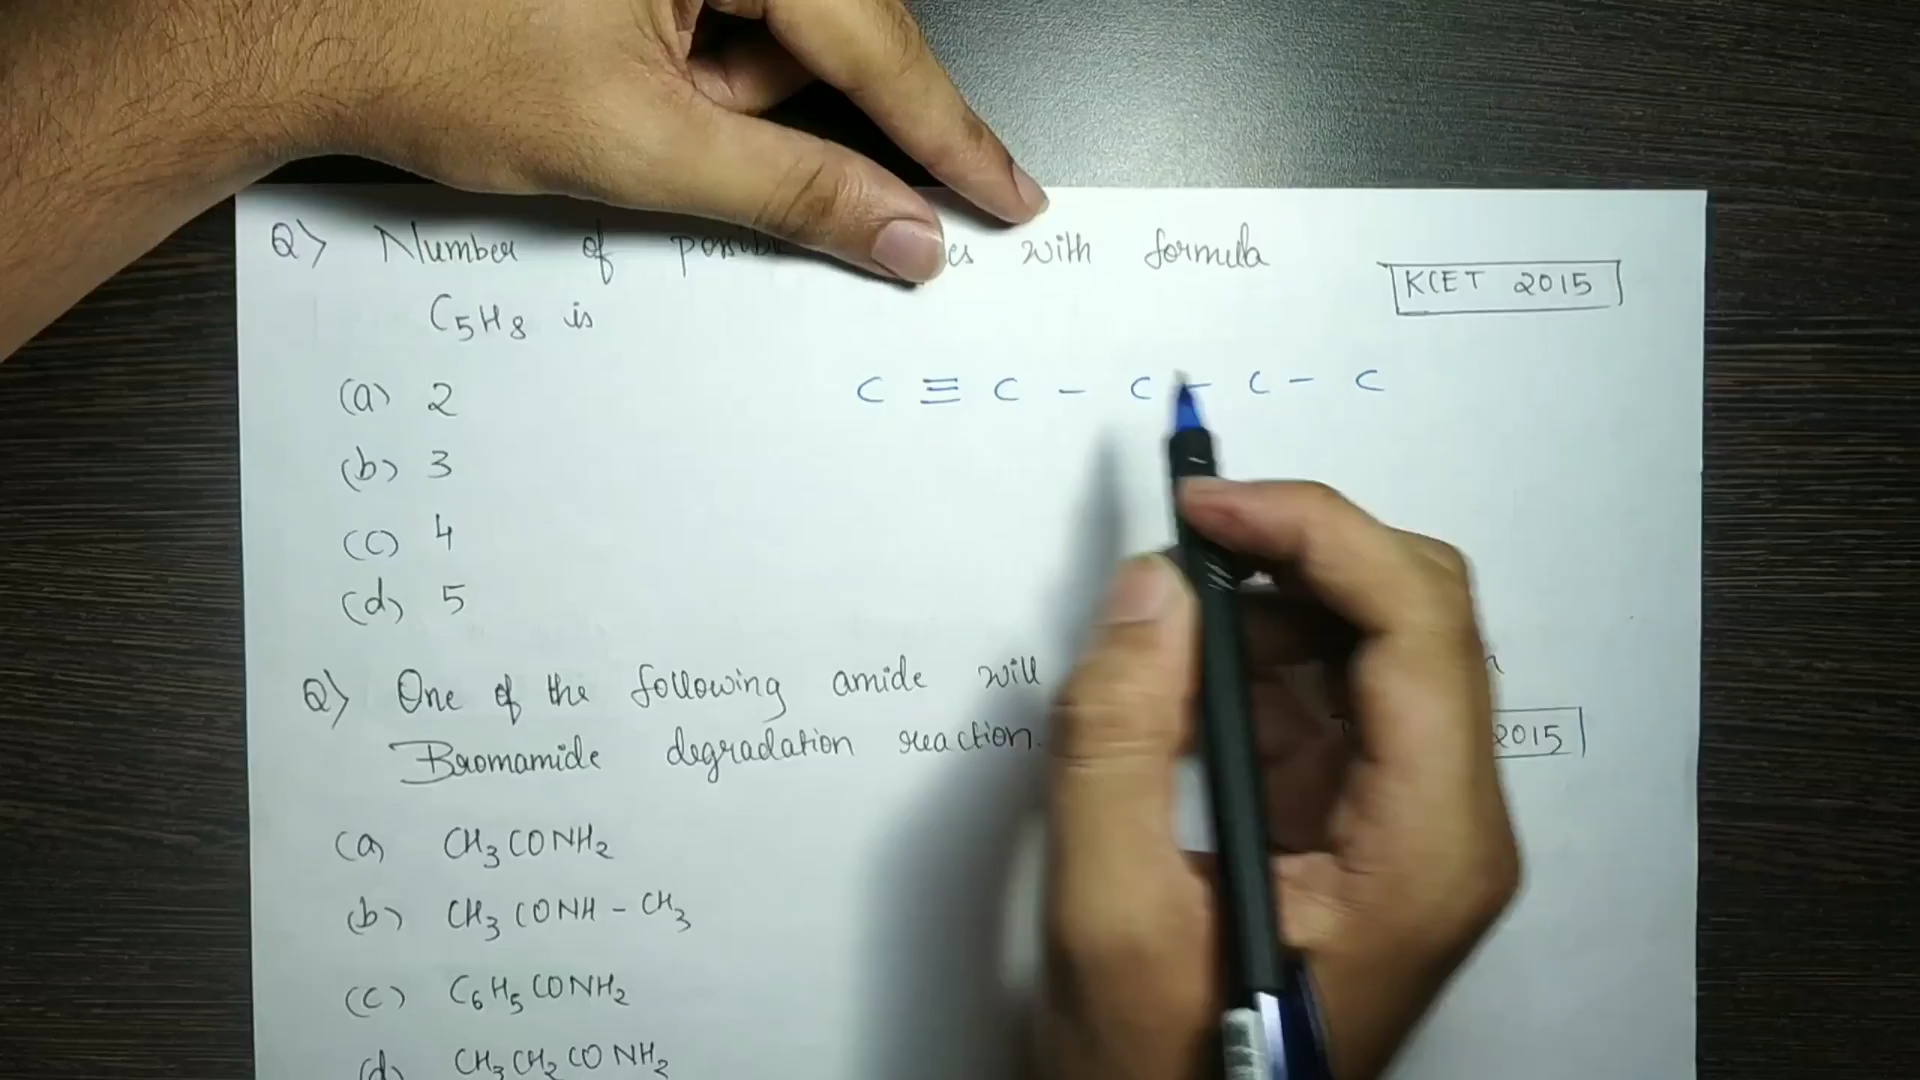 Q) Number of with formula
C5H8 is
KCET 2015
(a) 2
C ≡ C - C - C - C
(b) 3
(c) 4
(d) 5
Q) One of the following amide will
Bromamide degradation reaction.
2015
(a) CH3CONH2
(b) CH3CONH - CH3
(c) C6H5CONH2
(d) CH3CH2CONH2